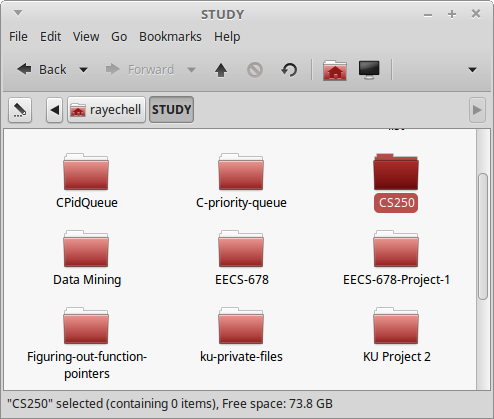 STUDY
File Edit View Go Bookmarks Help
Back Forward
rayechell STUDY
CPidQueue C-priority-queue CS250
Data Mining EECS-678 EECS-678-Project-1
Figuring-out-function- ku-private-files KU Project 2
pointers
"CS250" selected (containing 0 items), Free space: 73.8 GB